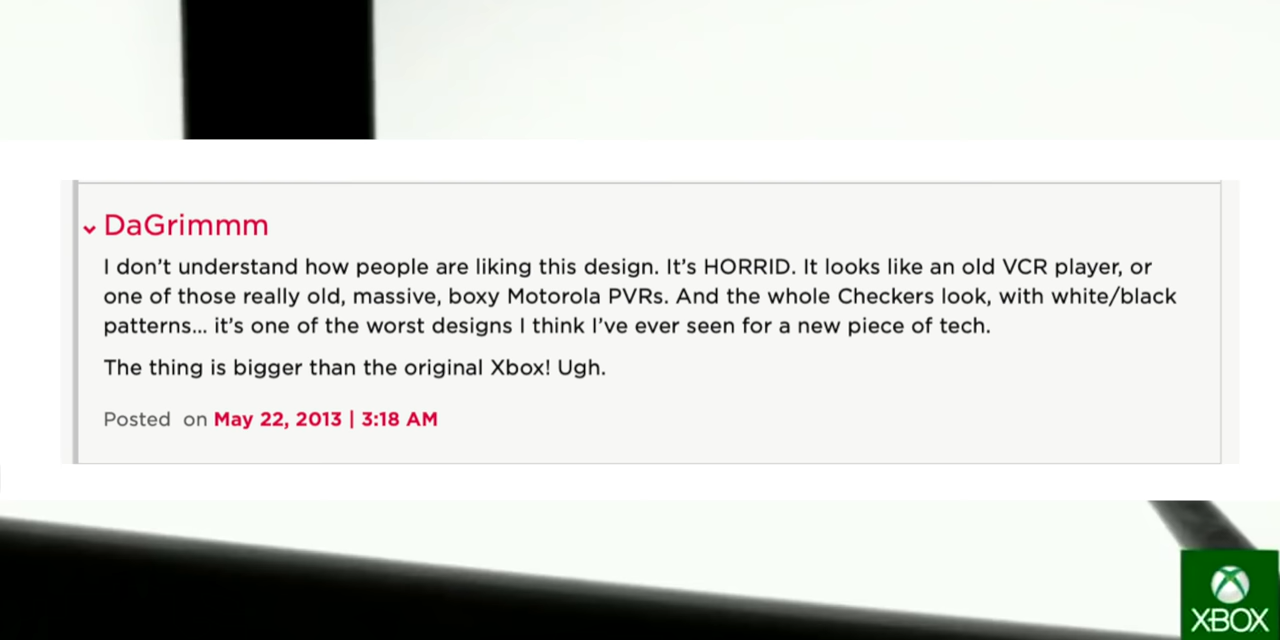 DaGrimmm
I don't understand how people are liking this design. It's HORRID. It looks like an old VCR player, or
one of those really old, massive, boxy Motorola PVRs. And the whole Checkers look, with white/black
patterns... it's one of the worst designs I think I've ever seen for a new piece of tech.
The thing is bigger than the original Xbox! Ugh.
Posted on May 22, 2013 | 3:18 AM
XBOX